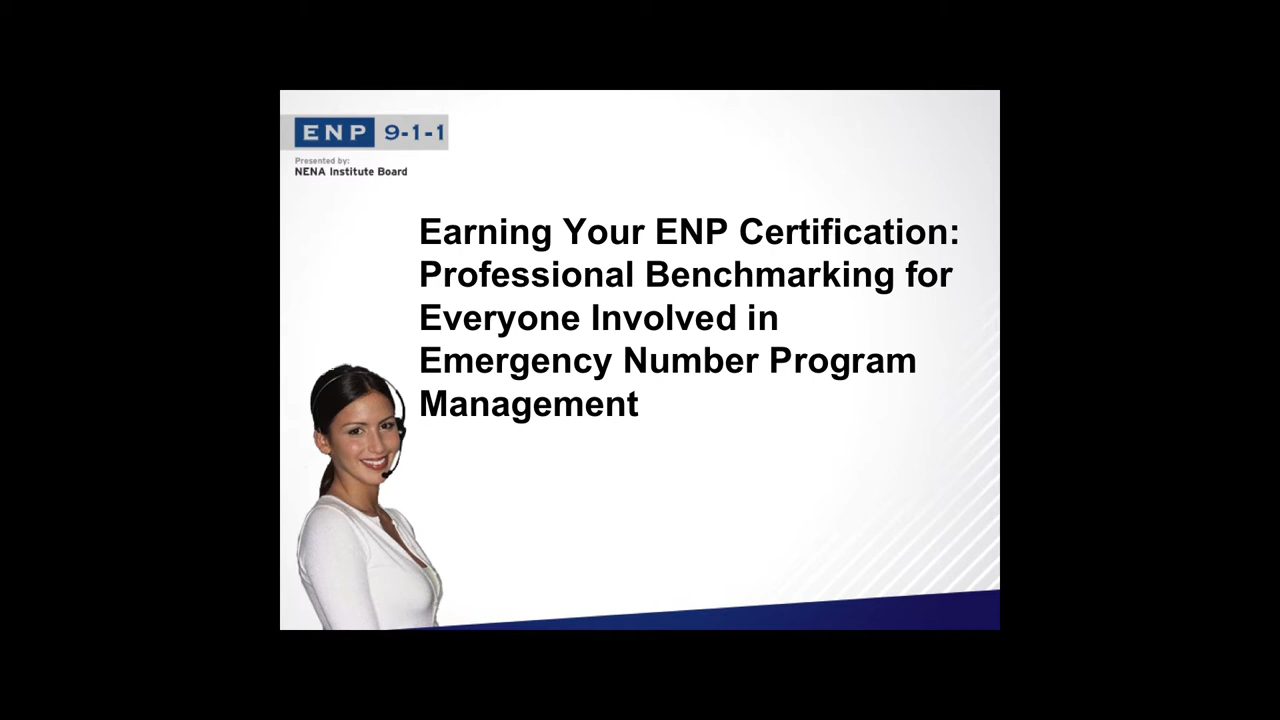 ENP 9-1-1
Presented by:
NENA Institute Board
Earning Your ENP Certification:
Professional Benchmarking for
Everyone Involved in
Emergency Number Program
Management